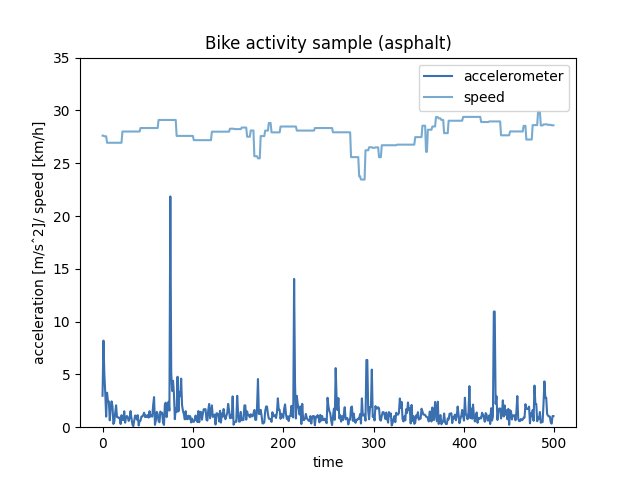 Bike activity sample (asphalt)
accelerometer
speed
acceleration [m/sˆ2]/ speed [km/h]
35
30
25
20
15
10
5
0
0 100 200 300 400 500
time